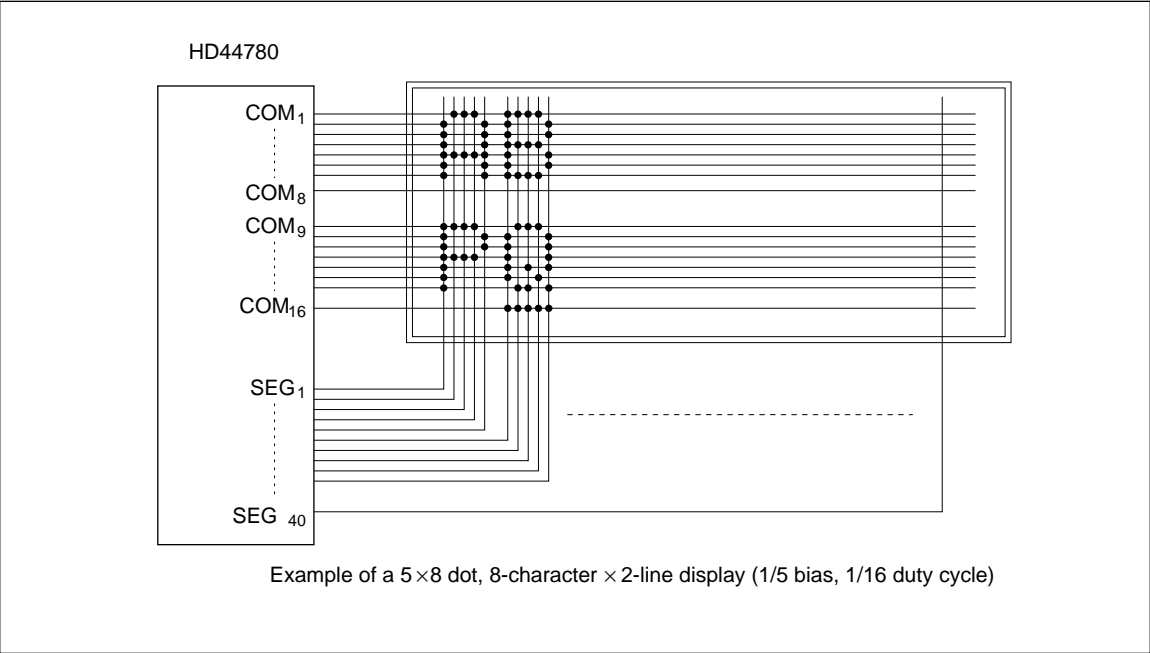 HD44780
COM1
COM8
COM9
COM16
SEG1
SEG 40
Example of a 5×8 dot, 8-character × 2-line display (1/5 bias, 1/16 duty cycle)